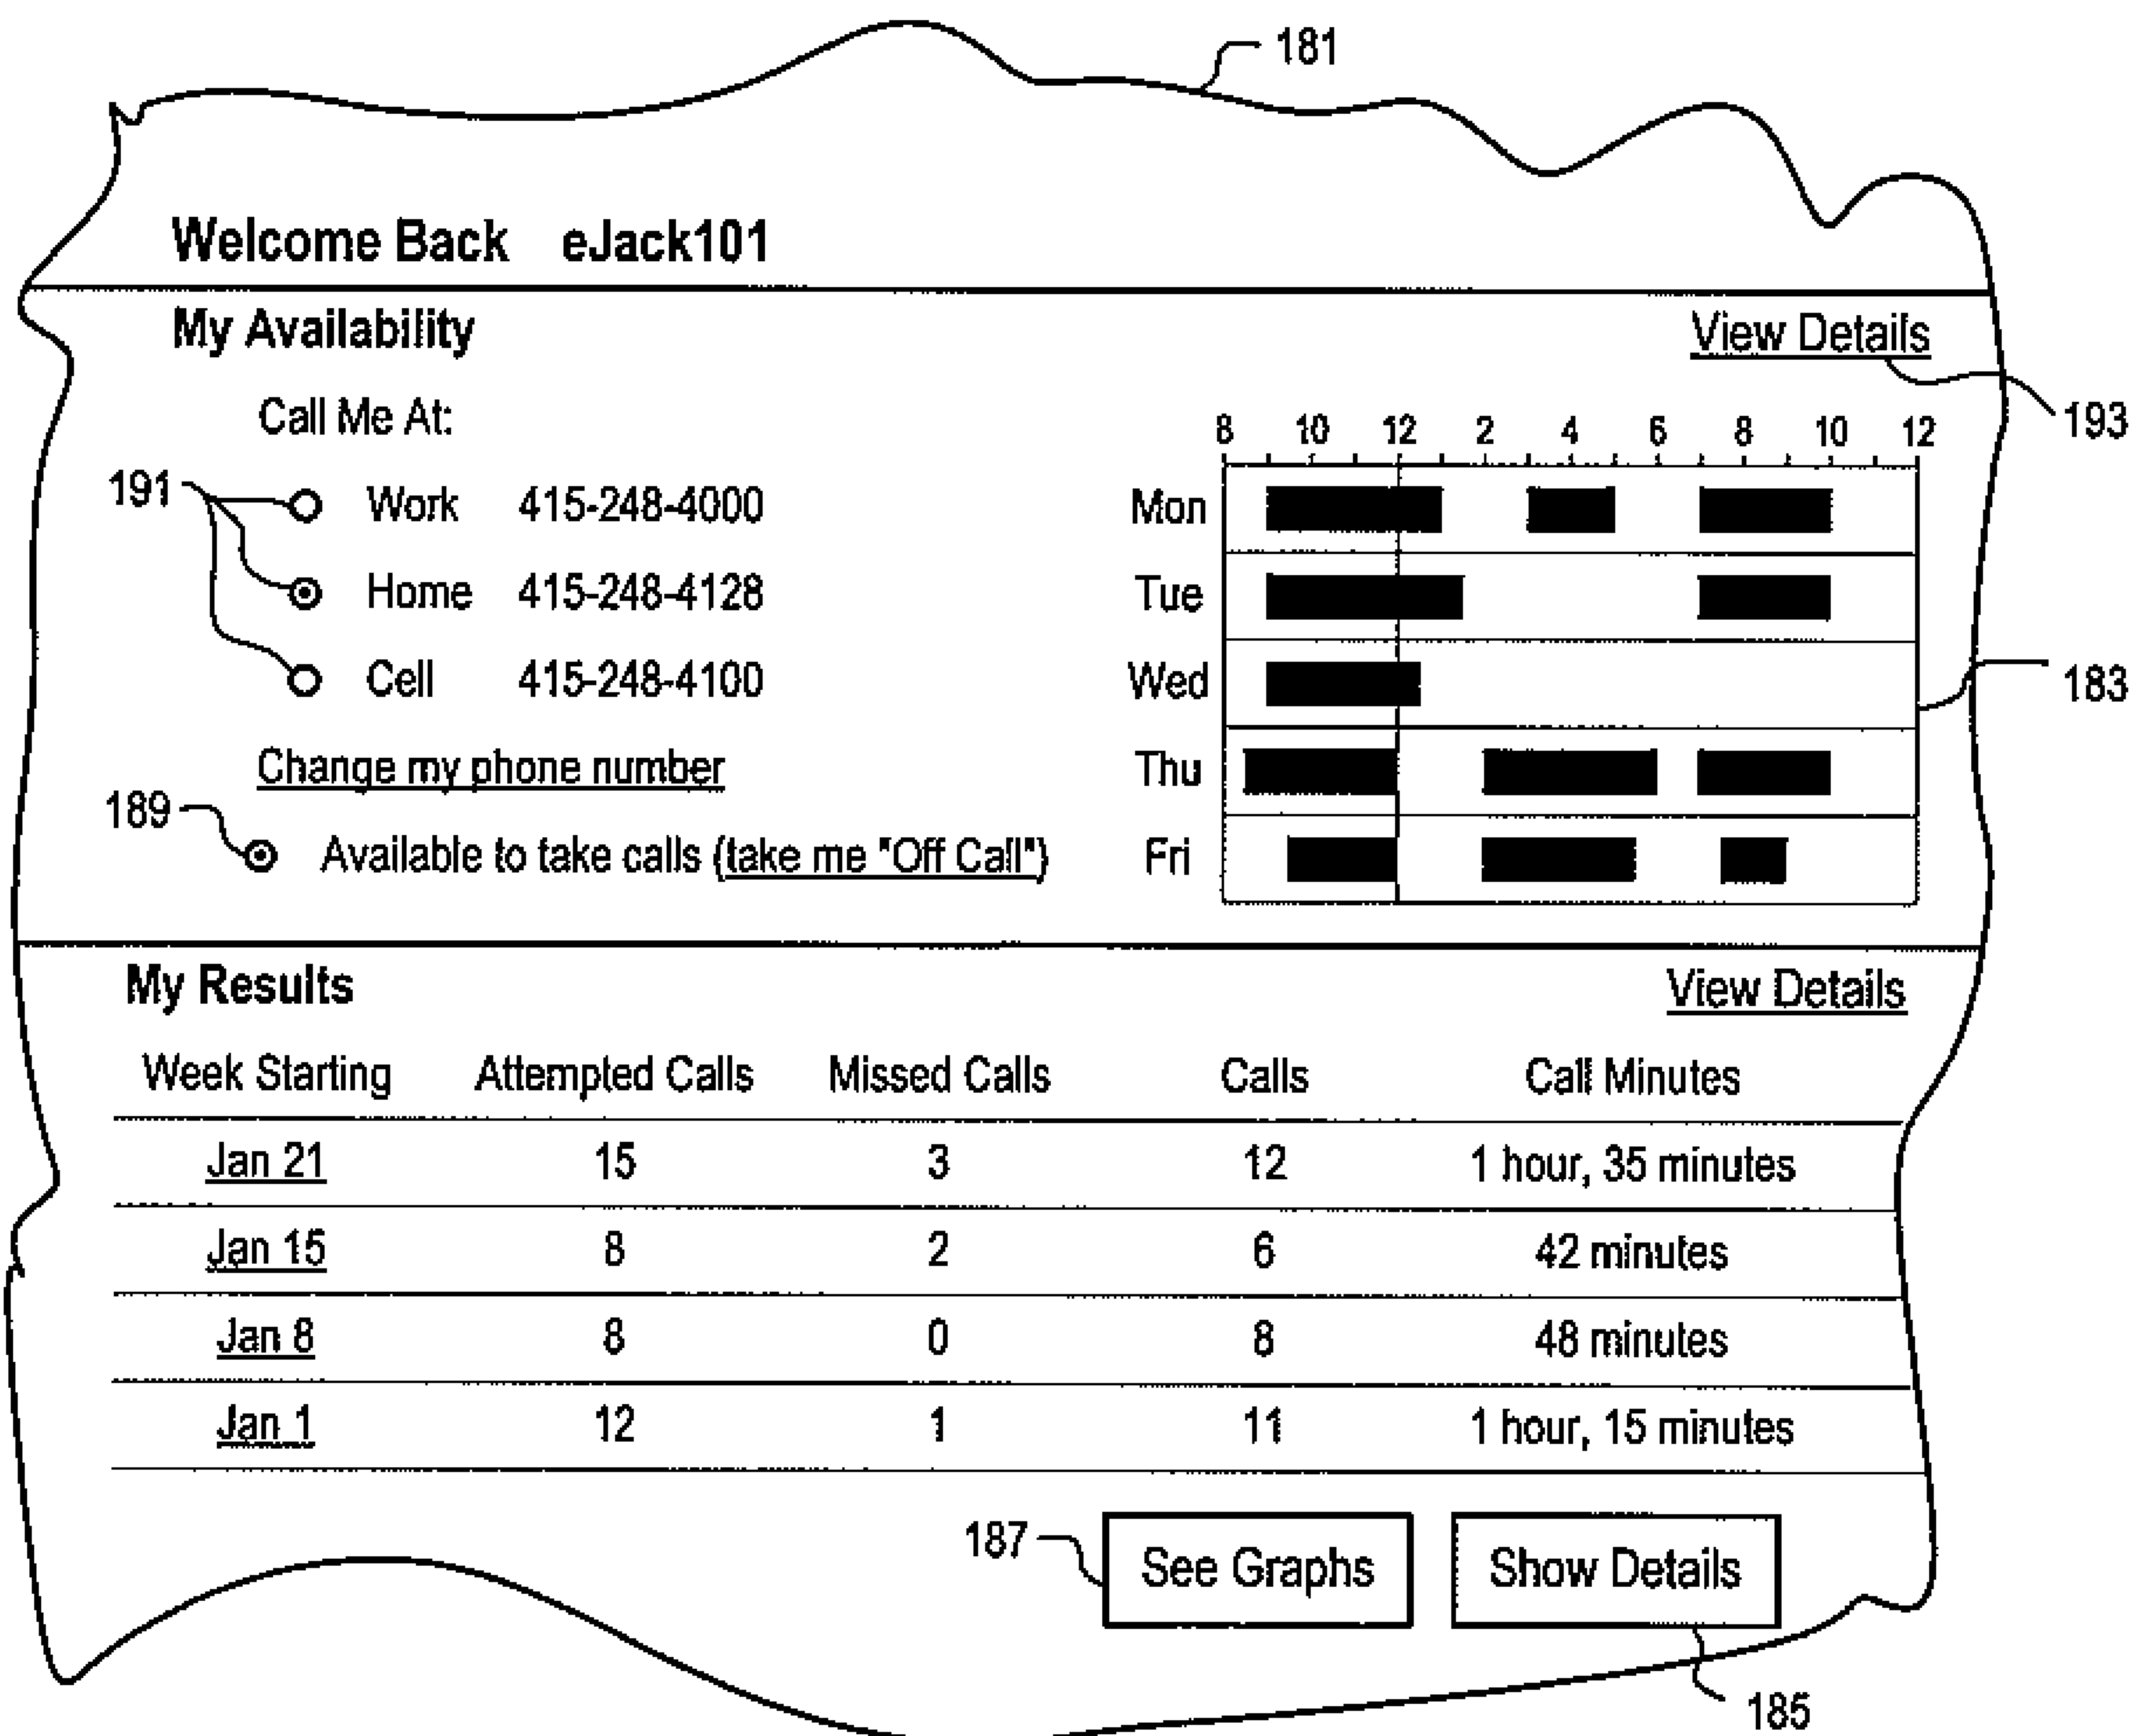 181
Welcome Back eJack101
My Availability View Details
193
Call Me At:
8 10 12 2 4 6 8 10 12
191
Work 415-248-4000
Mon
Home 415-248-4128
Tue
Cell 415-248-4100
Wed
183
Change my phone number
Thu
189
Available to take calls (take me "Off Call")
Fri
My Results View Details
Week Starting Attempted Calls Missed Calls Calls Call Minutes
Jan 21 15 3 12 1 hour, 35 minutes
Jan 15 8 2 6 42 minutes
Jan 8 8 0 8 48 minutes
Jan 1 12 1 11 1 hour, 15 minutes
187
See Graphs Show Details
185